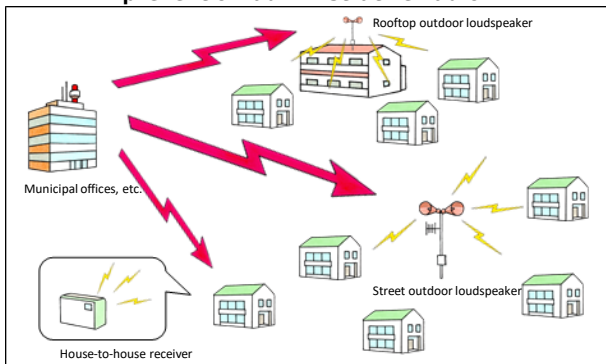 Rooftop outdoor loudspeaker
Municipal offices, etc.
Street outdoor loudspeaker
House-to-house receiver